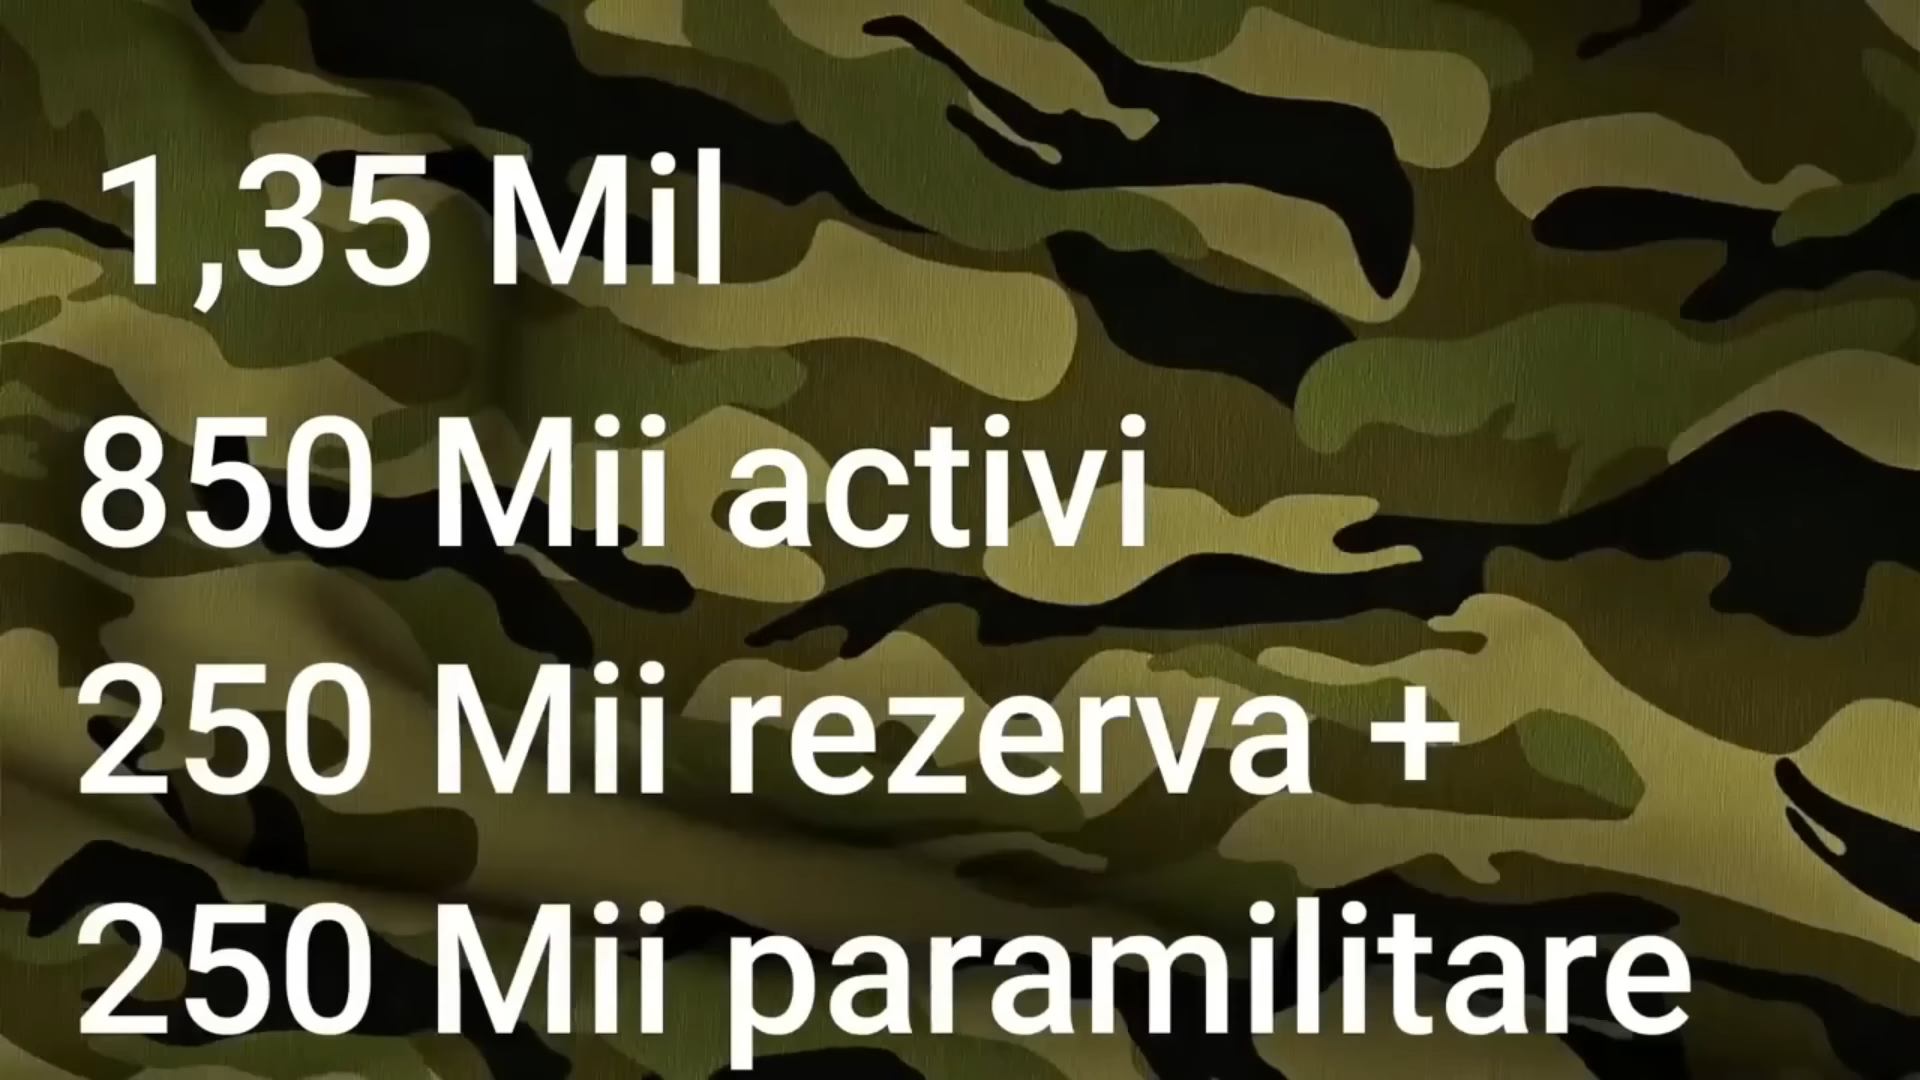 1,35 Mil
850 Mii activi
250 Mii rezerva +
250 Mii paramilitare